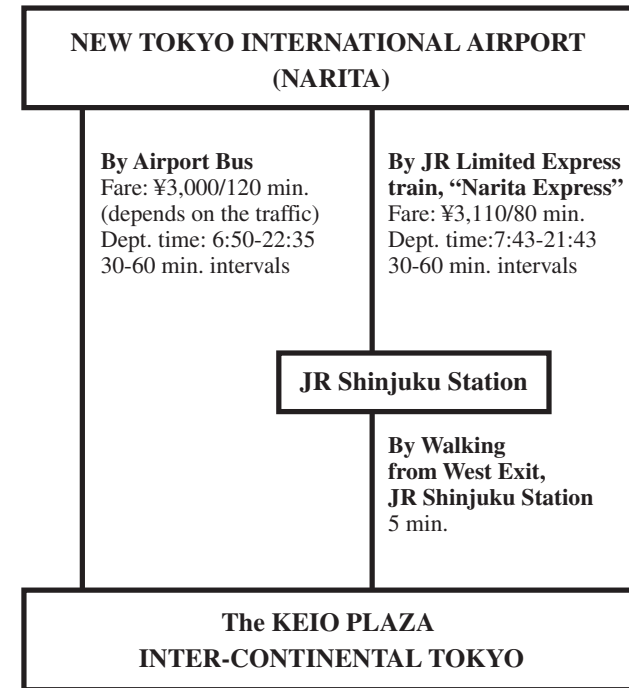 NEW TOKYO INTERNATIONAL AIRPORT
(NARITA)
By Airport Bus
Fare: ¥3,000/120 min.
(depends on the traffic)
Dept. time: 6:50-22:35
30-60 min. intervals
By JR Limited Express
train, “Narita Express”
Fare: ¥3,110/80 min.
Dept. time:7:43-21:43
30-60 min. intervals
JR Shinjuku Station
By Walking
from West Exit,
JR Shinjuku Station
5 min.
The KEIO PLAZA
INTER-CONTINENTAL TOKYO